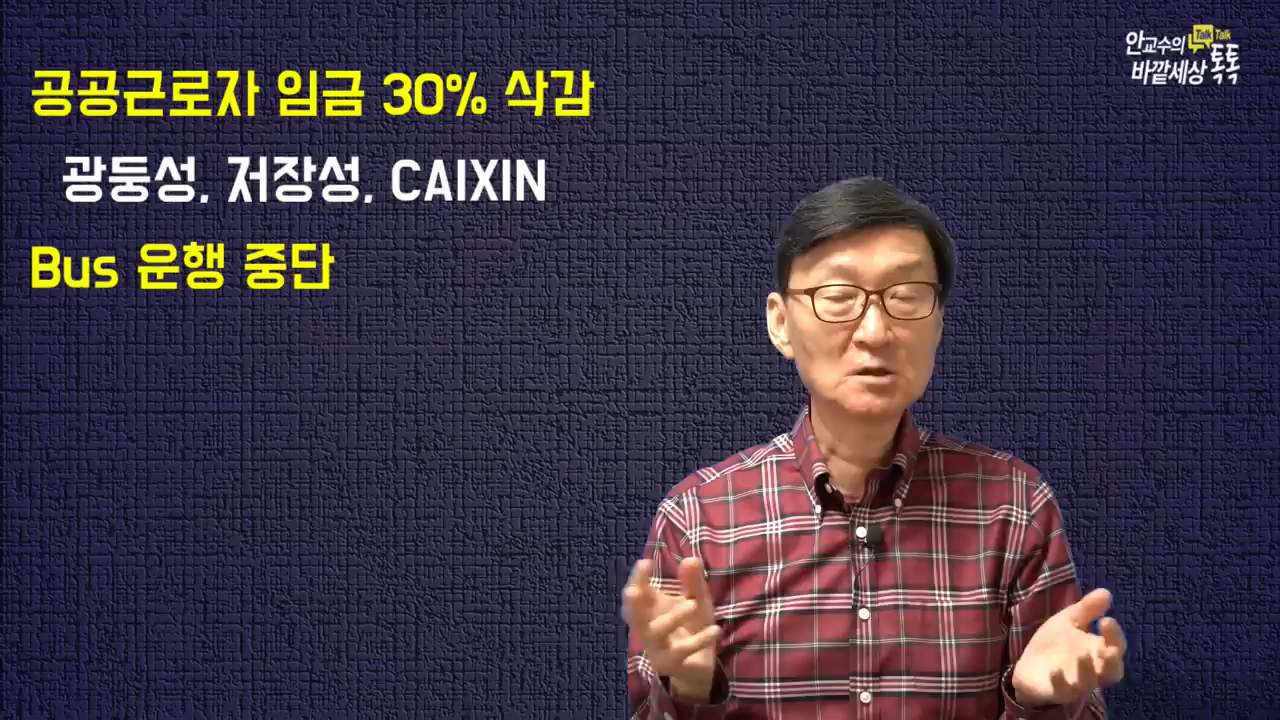 공공근로자 임금 30% 삭감
광둥성, 저장성, CAIXIN
Bus 운행 중단
안교수의 Talk Talk
바깥세상 톡톡